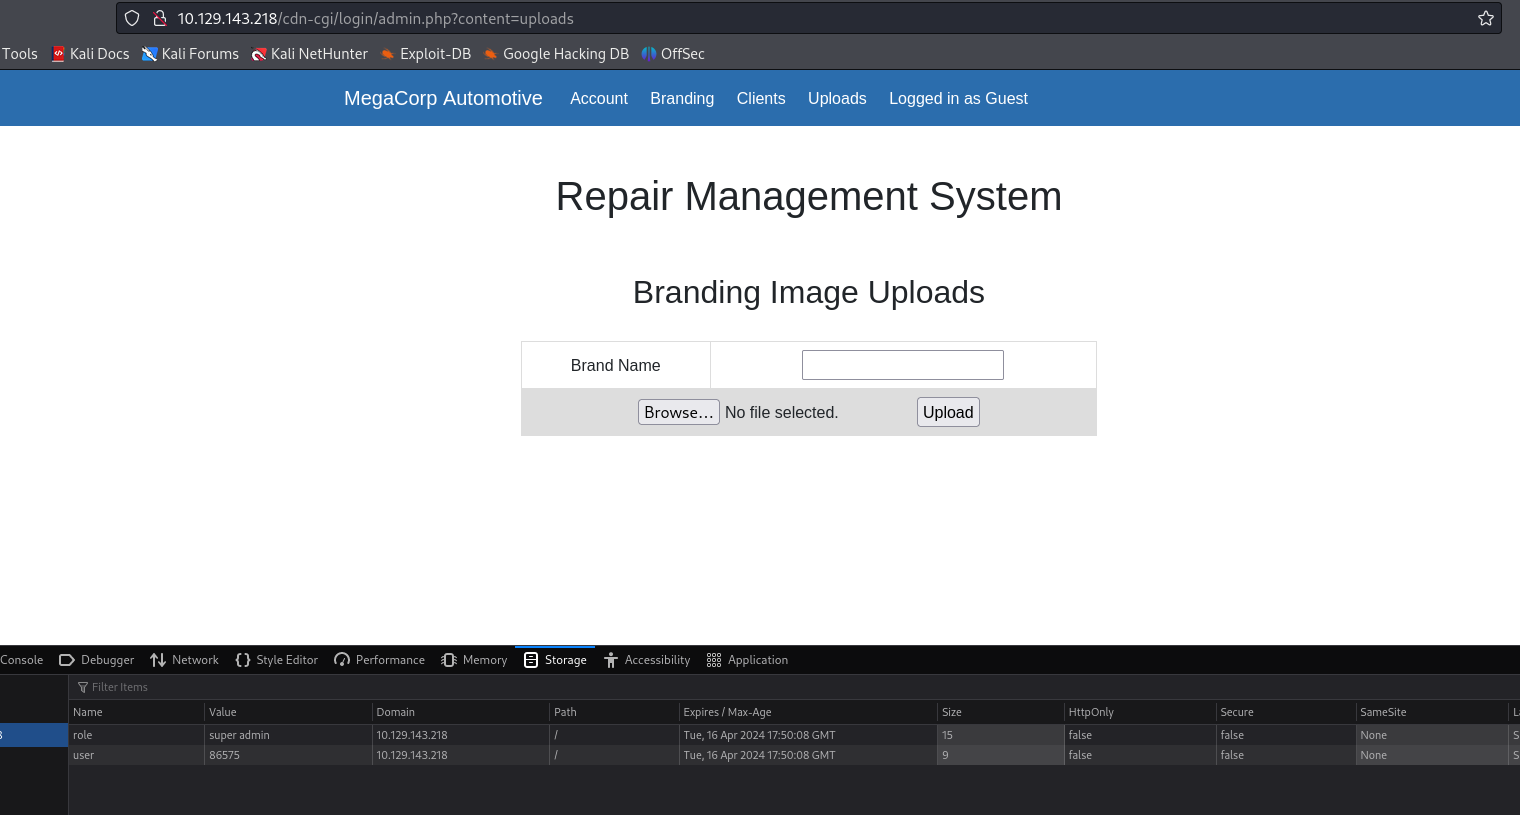 10.129.143.218/cdn-cgi/login/admin.php?content=uploads
Tools Kali Docs Kali Forums Kali NetHunter Exploit-DB Google Hacking DB OffSec
MegaCorp Automotive Account Branding Clients Uploads Logged in as Guest
Repair Management System
Branding Image Uploads
Brand Name
Browse... No file selected. Upload
Console Debugger Network Style Editor Performance Memory Storage Accessibility Application
Filter Items
Name Value Domain Path Expires / Max-Age Size HttpOnly Secure SameSite
role super admin 10.129.143.218 / Tue, 16 Apr 2024 17:50:08 GMT 15 false false None
user 86575 10.129.143.218 / Tue, 16 Apr 2024 17:50:08 GMT 9 false false None